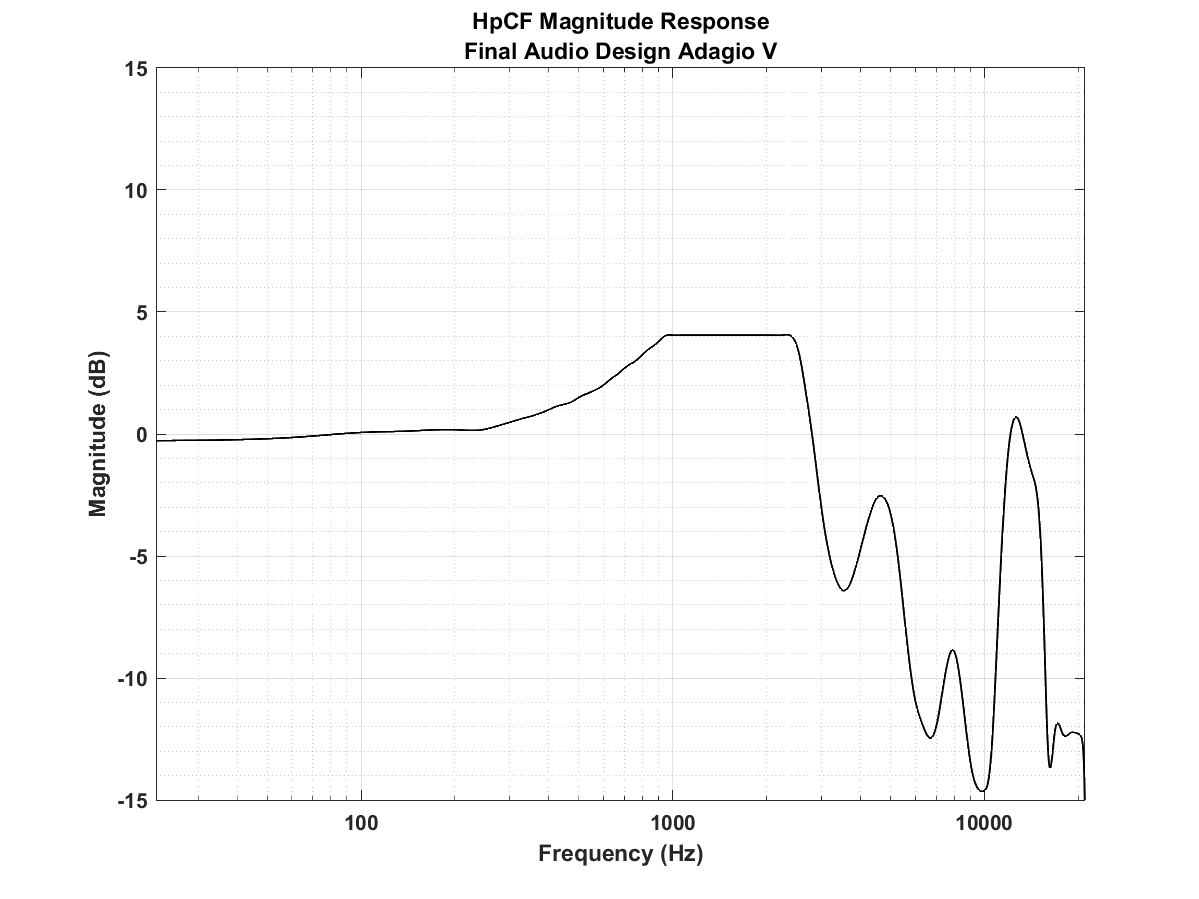 HpCF Magnitude Response
Final Audio Design Adagio V
15
10
5
0
-5
-10
-15
Magnitude (dB)
100
1000
10000
Frequency (Hz)